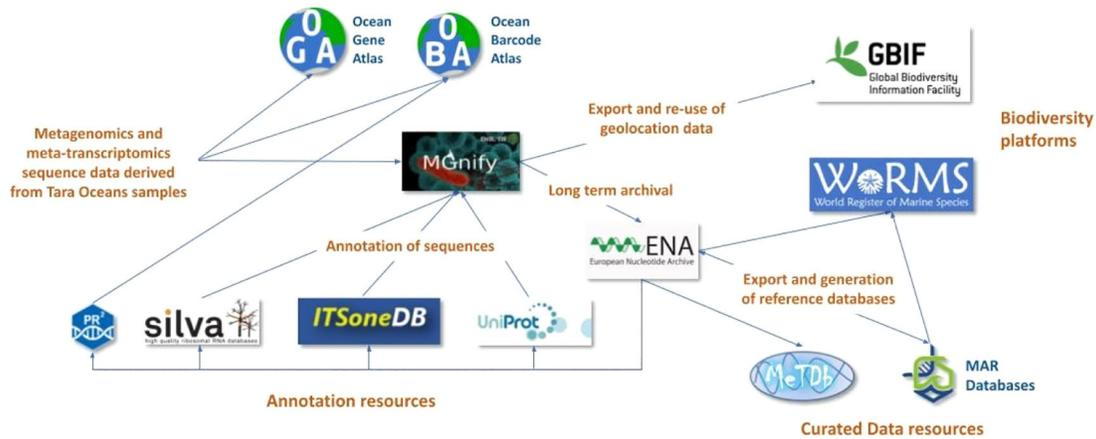 O
G A
Ocean
Gene
Atlas
O
B A
Ocean
Barcode
Atlas
GBIF
Global Biodiversity
Information Facility
Export and re-use of
geolocation data
Biodiversity
platforms
Metagenomics and
meta-transcriptomics
sequence data derived
from Tara Oceans samples
MGnify
WoRMS
World Register of Marine Species
Long term archival
Annotation of sequences
ENA
European Nucleotide Archive
Export and generation
of reference databases
PR²
silva
high quality ribosomal RNA databases
ITSoneDB
UniProt
MeTDb
MAR
Databases
Annotation resources
Curated Data resources